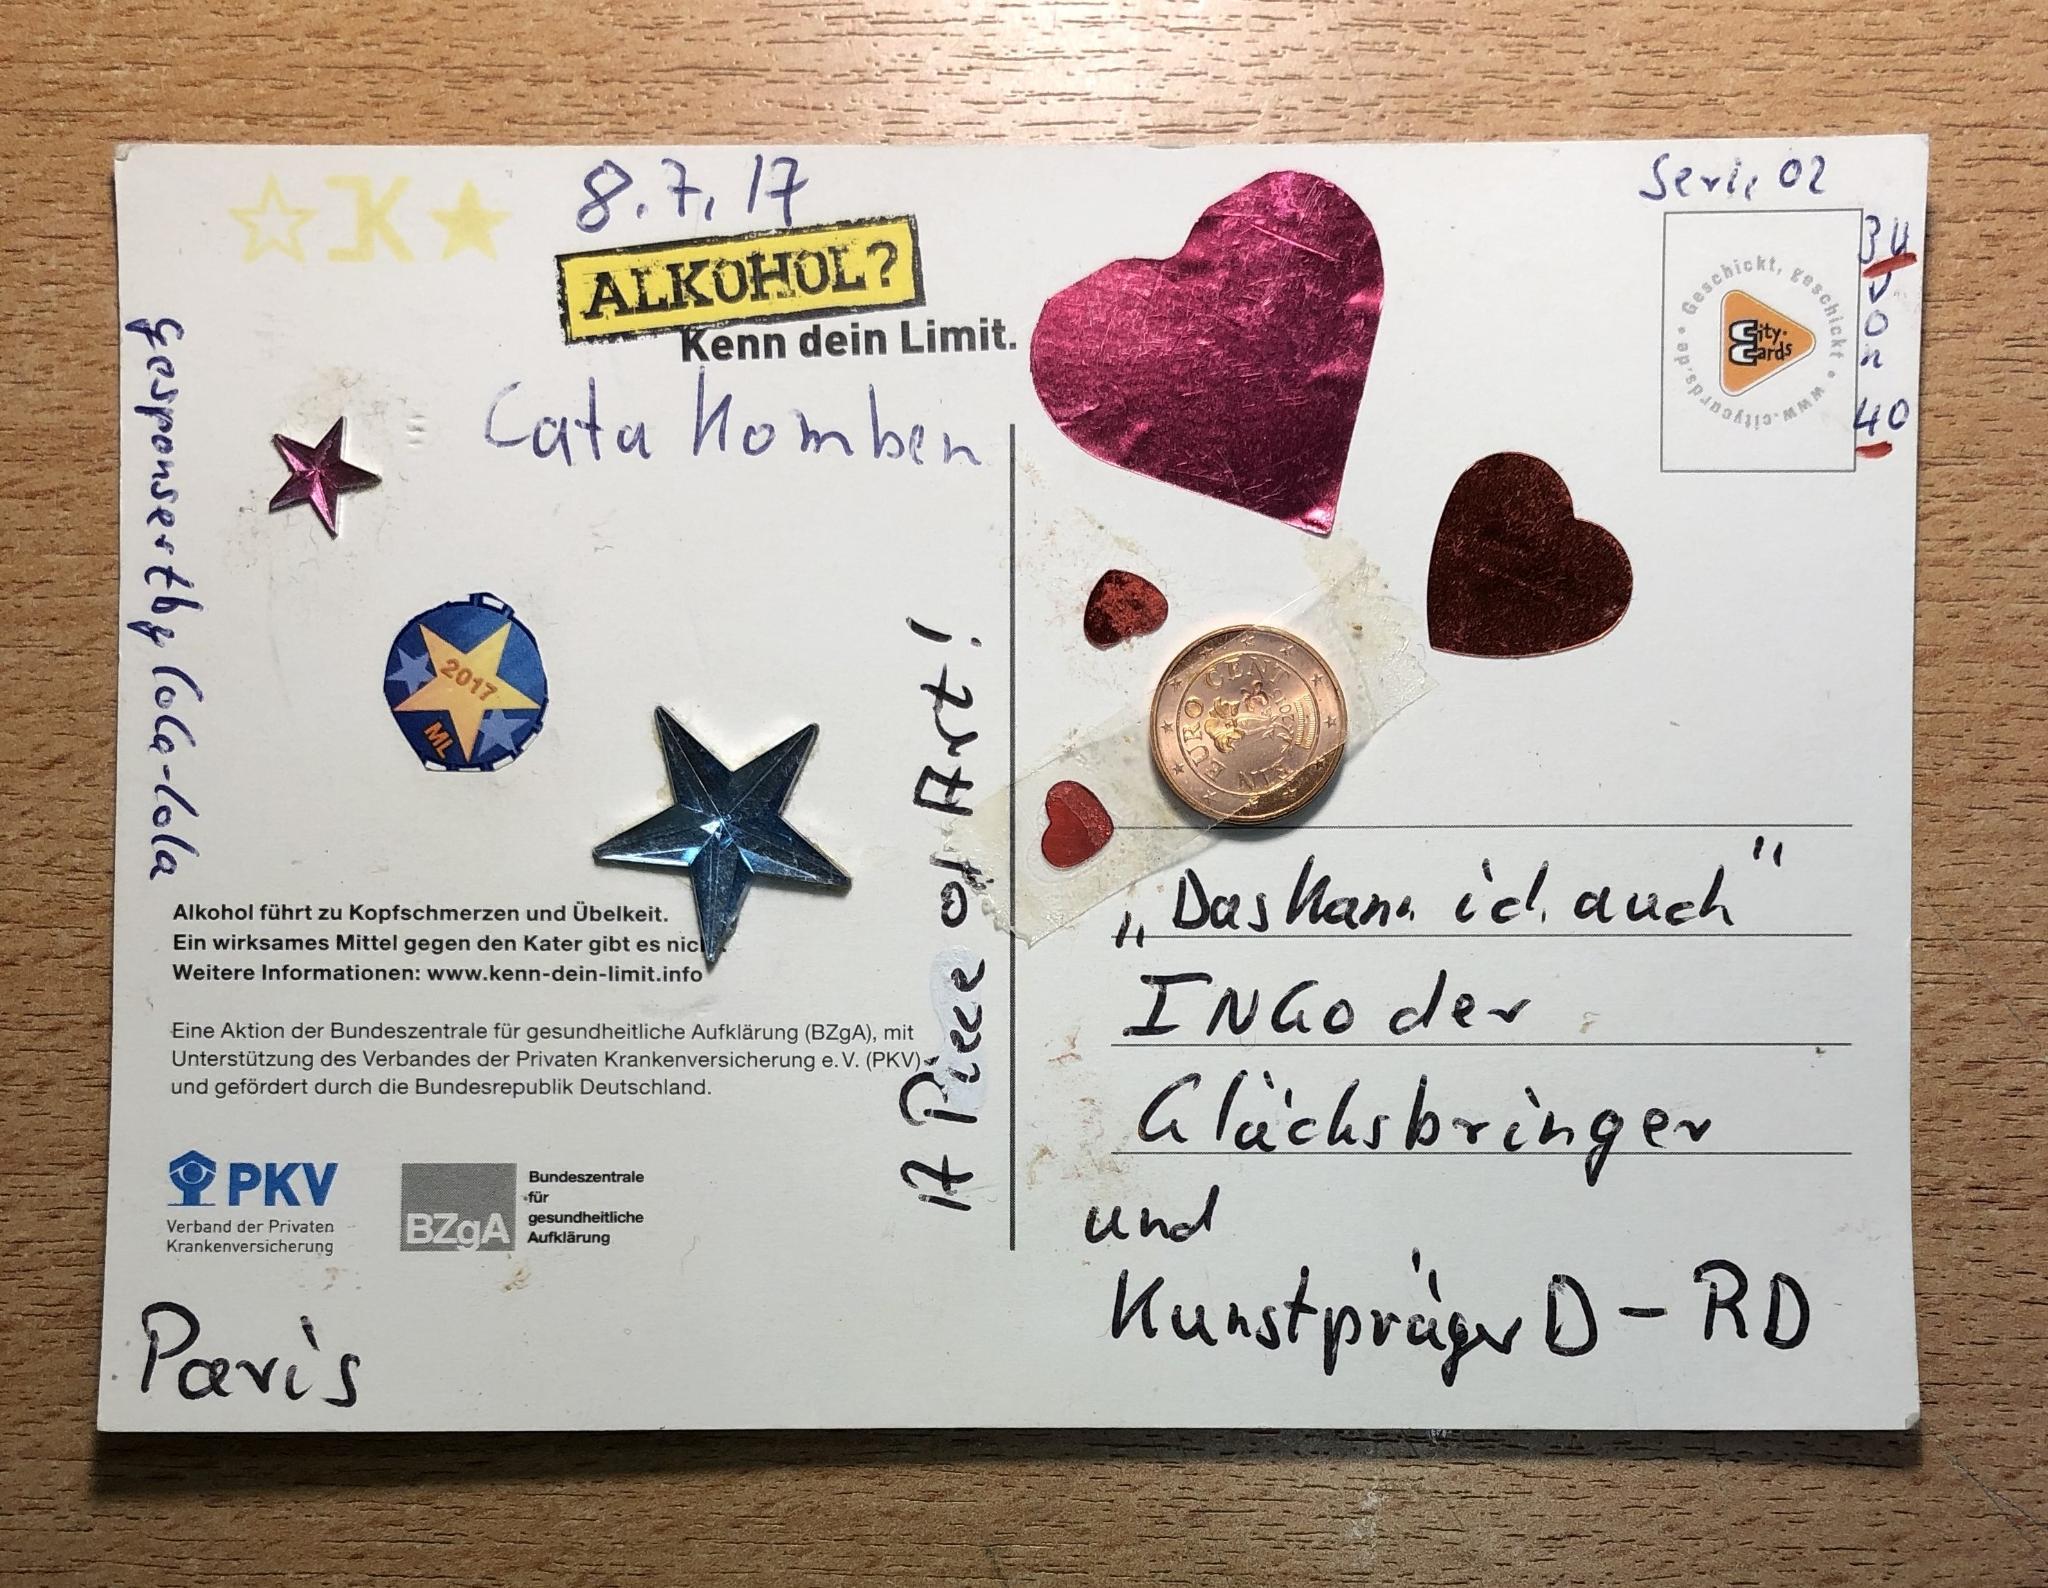 8.7.17
Serie 02
JK
ALKOHOL?
Kenn dein Limit.
34
von
40
Geschickt, geschickt • www.citycards.de •
City Cards
Cata Komben
gesponsert by Cola-lola
2017
ML
EURO CENT
A Piece of Art!
Alkohol führt zu Kopfschmerzen und Übelkeit.
Ein wirksames Mittel gegen den Kater gibt es
Weitere Informationen: www.kenn-dein-limit.info
Eine Aktion der Bundeszentrale für gesundheitliche Aufklärung (BZgA), mit
Unterstützung des Verbandes der Privaten Krankenversicherung e.V. (PKV)
und gefördert durch die Bundesrepublik Deutschland.
PKV
Verband der Privaten
Krankenversicherung
BZgA
Bundeszentrale
für
gesundheitliche
Aufklärung
Paris
„Das Kann ich auch"
INGo der
Glücksbringer
und
Kunstpräger D-RD